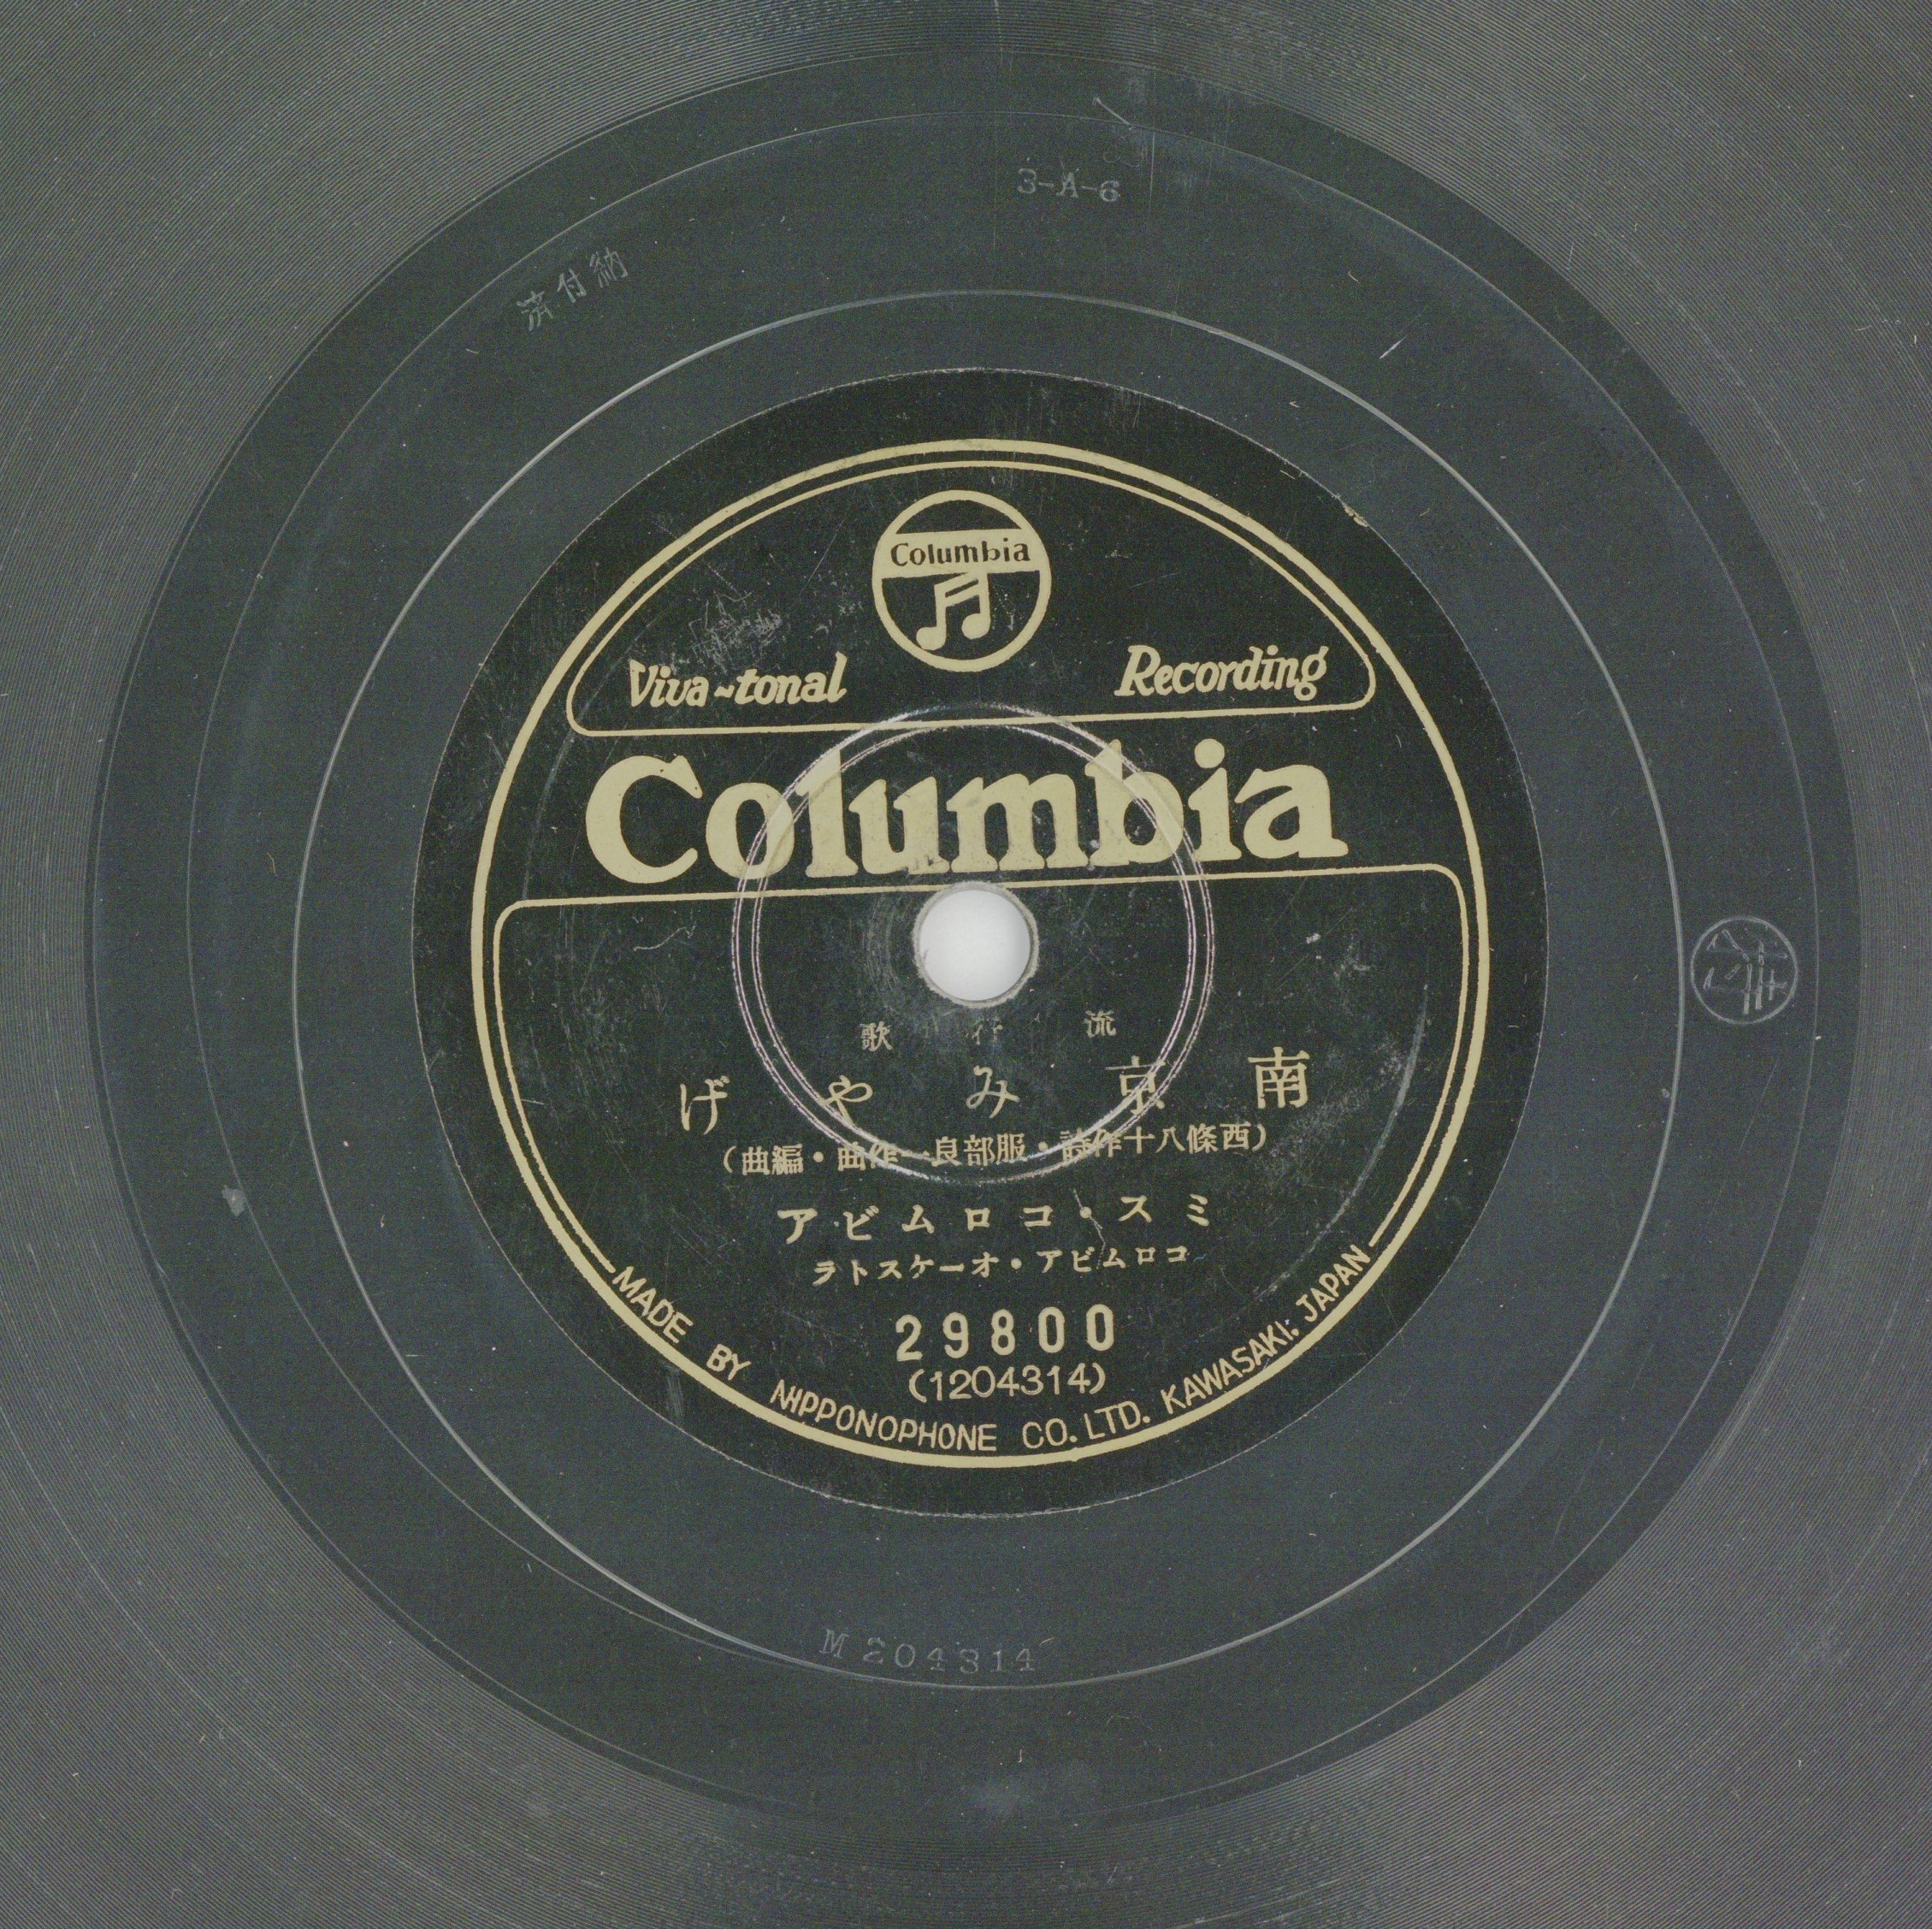 3-A-6
納付済
Columbia
Viva-tonal Recording
Columbia
流行歌
南京みやげ
(西條八十作詩・服部良一作曲・編曲)
ミス・コロムビア
コロムビア・オーケストラ
29800
(1204314)
MADE BY NIPPONOPHONE CO. LTD. KAWASAKI. JAPAN
M204314